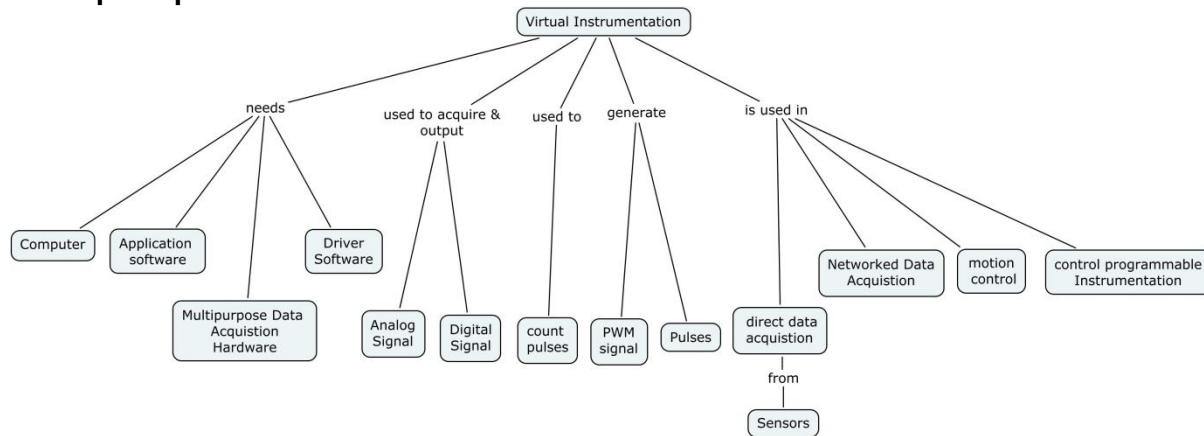 Virtual Instrumentation
needs
used to acquire &
output
used to
generate
is used in
Computer
Application
software
Driver
Software
Multipurpose Data
Acquistion
Hardware
Analog
Signal
Digital
Signal
count
pulses
PWM
signal
Pulses
direct data
acquistion
Networked Data
Acquistion
motion
control
control programmable
Instrumentation
from
Sensors